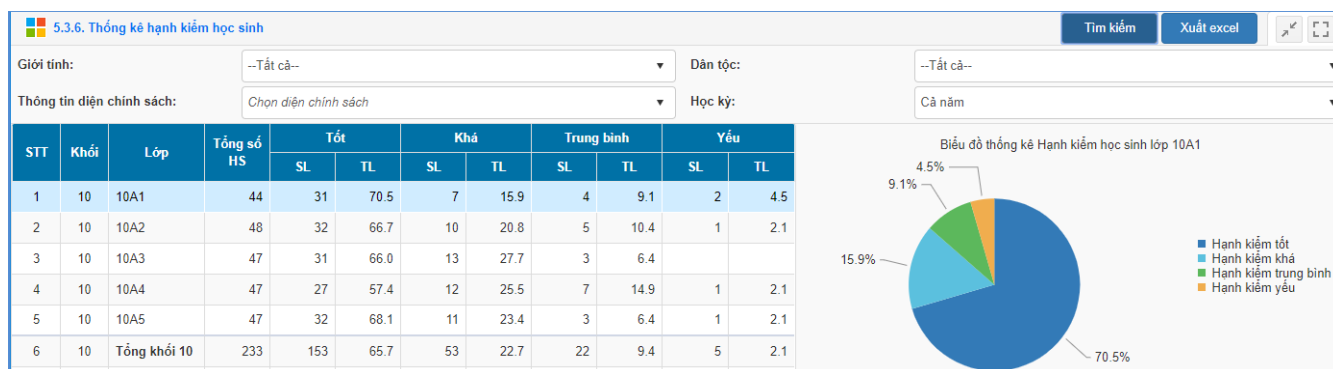 5.3.6. Thống kê hạnh kiểm học sinh Tìm kiếm Xuất excel
Giới tính: --Tất cả-- Dân tộc: --Tất cả--
Thông tin diện chính sách: Chọn diện chính sách Học kỳ: Cả năm
STT Khối Lớp Tổng số HS Tốt Khá Trung bình Yếu
SL TL SL TL SL TL SL TL
1 10 10A1 44 31 70.5 7 15.9 4 9.1 2 4.5
2 10 10A2 48 32 66.7 10 20.8 5 10.4 1 2.1
3 10 10A3 47 31 66.0 13 27.7 3 6.4
4 10 10A4 47 27 57.4 12 25.5 7 14.9 1 2.1
5 10 10A5 47 32 68.1 11 23.4 3 6.4 1 2.1
6 10 Tổng khối 10 233 153 65.7 53 22.7 22 9.4 5 2.1
Biểu đồ thống kê Hạnh kiểm học sinh lớp 10A1
4.5%
9.1%
15.9%
70.5%
Hạnh kiểm tốt
Hạnh kiểm khá
Hạnh kiểm trung bình
Hạnh kiểm yếu